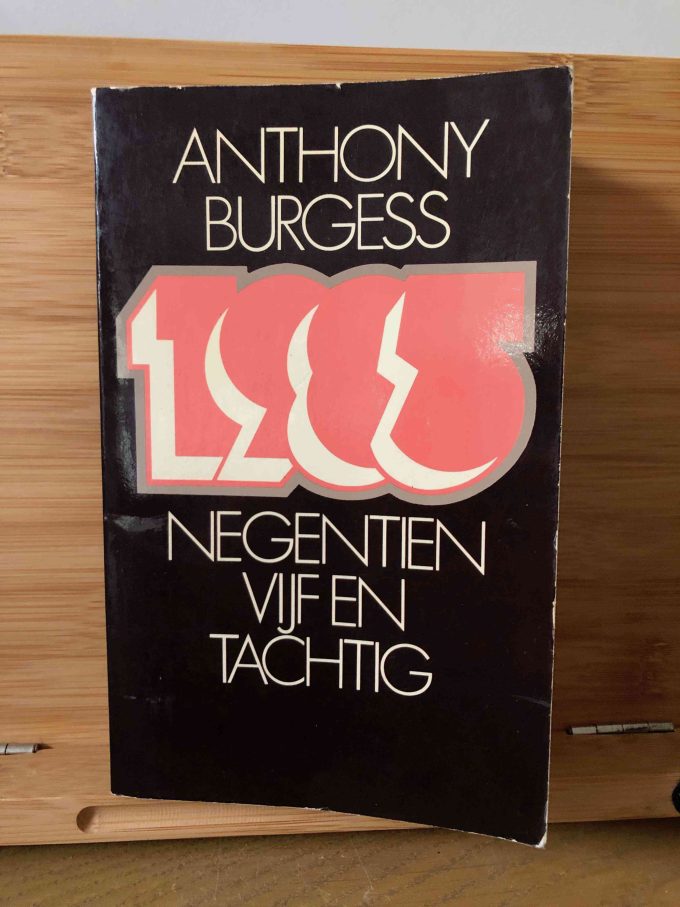 ANTHONY
BURGESS
1985
NEGENTIEN
VIJF EN
TACHTIG